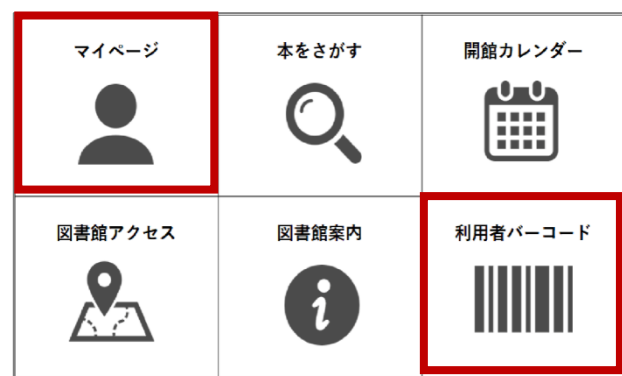 マイページ
本をさがす
開館カレンダー
図書館アクセス
図書館案内
利用者バーコード